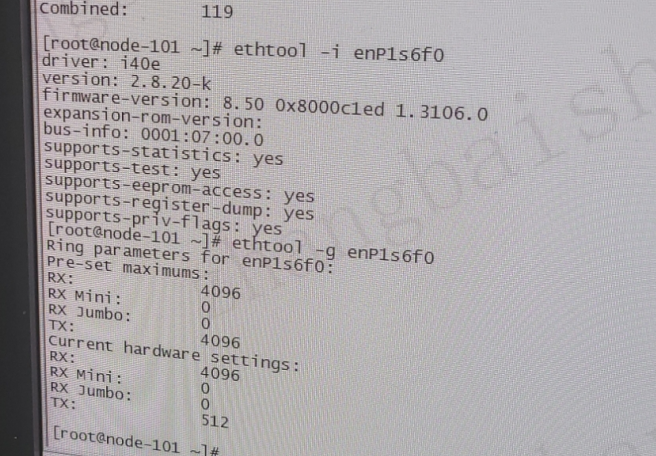 Combined:		119
[root@node-101 ~]# ethtool -i enP1s6f0
driver: i40e
version: 2.8.20-k
firmware-version: 8.50 0x8000c1ed 1.3106.0
expansion-rom-version:
bus-info: 0001:07:00.0
supports-statistics: yes
supports-test: yes
supports-eeprom-access: yes
supports-register-dump: yes
supports-priv-flags: yes
[root@node-101 ~]# ethtool -g enP1s6f0
Ring parameters for enP1s6f0:
Pre-set maximums:
RX:		4096
RX Mini:	0
RX Jumbo:	0
TX:		4096
Current hardware settings:
RX:		4096
RX Mini:	0
RX Jumbo:	0
TX:		512
[root@node-101 ~]#